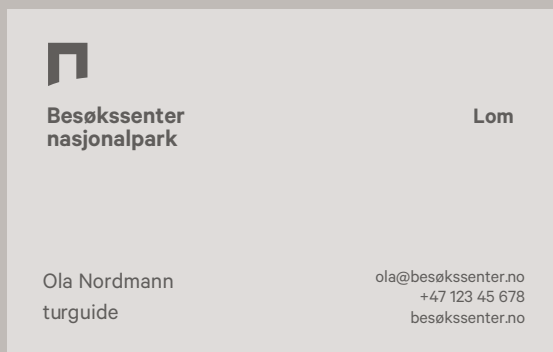 Besøkssenter
nasjonalpark
Lom
Ola Nordmann
turguide
ola@besøkssenter.no
+47 123 45 678
besøkssenter.no